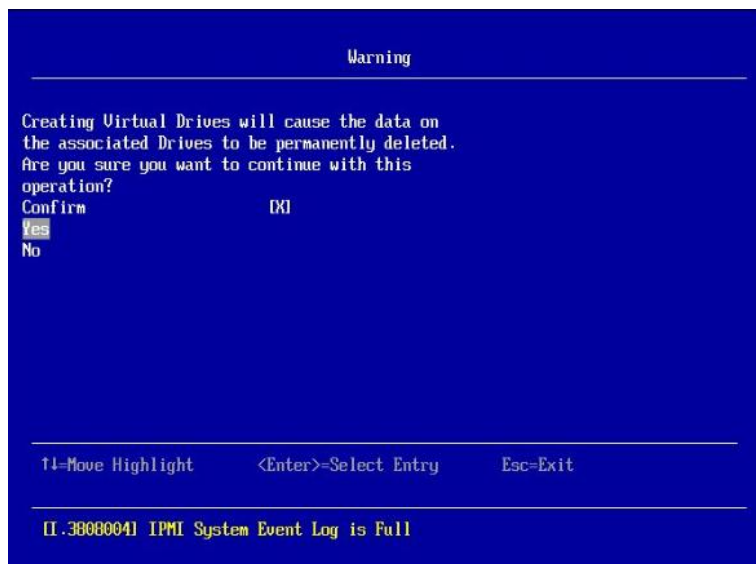 Warning
Creating Virtual Drives will cause the data on
the associated Drives to be permanently deleted.
Are you sure you want to continue with this
operation?
Confirm [X]
Yes
No
↑↓=Move Highlight <Enter>=Select Entry Esc=Exit
[I.3808004] IPMI System Event Log is Full